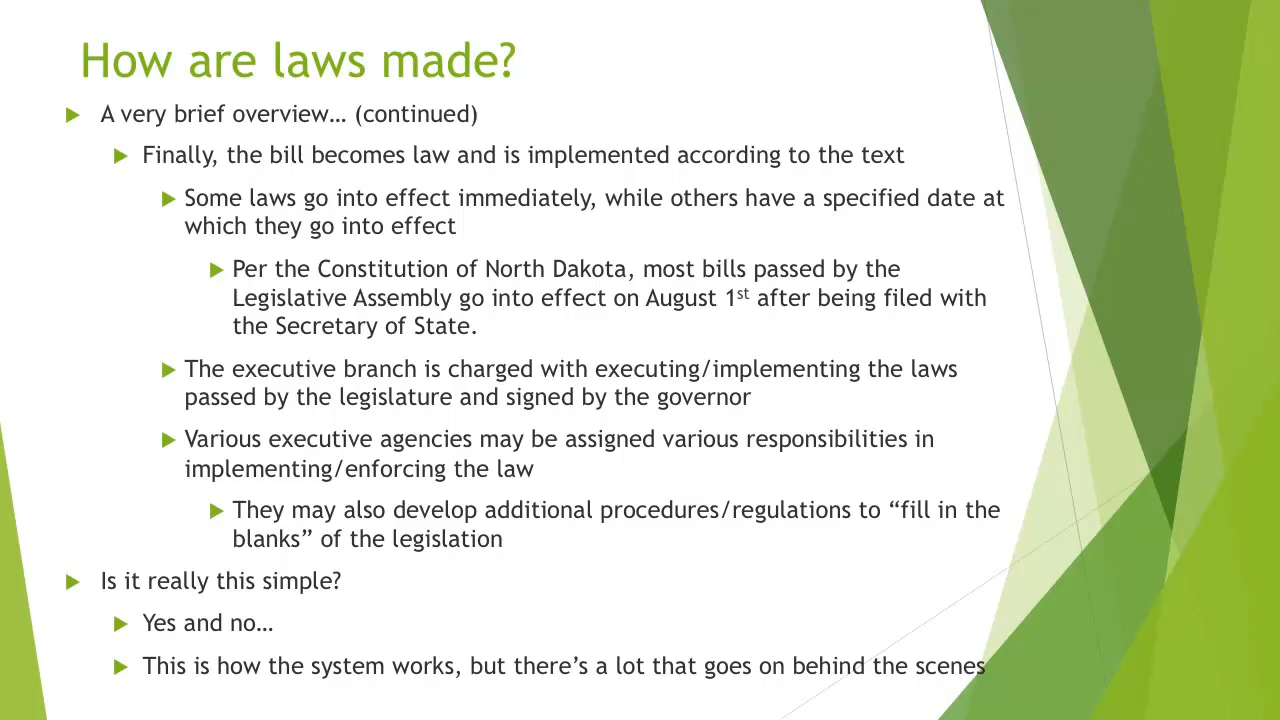 How are laws made?
A very brief overview… (continued)
Finally, the bill becomes law and is implemented according to the text
Some laws go into effect immediately, while others have a specified date at
which they go into effect
Per the Constitution of North Dakota, most bills passed by the
Legislative Assembly go into effect on August 1st after being filed with
the Secretary of State.
The executive branch is charged with executing/implementing the laws
passed by the legislature and signed by the governor
Various executive agencies may be assigned various responsibilities in
implementing/enforcing the law
They may also develop additional procedures/regulations to “fill in the
blanks” of the legislation
Is it really this simple?
Yes and no…
This is how the system works, but there’s a lot that goes on behind the scenes